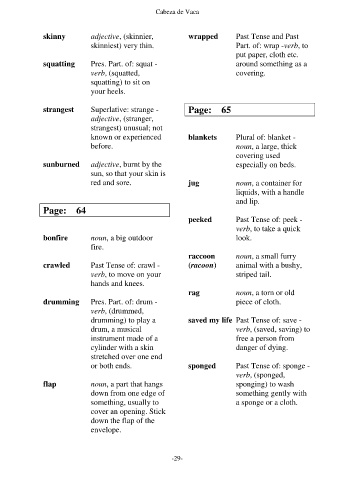 Cabeza de Vaca
skinny adjective, (skinnier,
skinniest) very thin.
squatting Pres. Part. of: squat -
verb, (squatted,
squatting) to sit on
your heels.
strangest Superlative: strange -
adjective, (stranger,
strangest) unusual; not
known or experienced
before.
sunburned adjective, burnt by the
sun, so that your skin is
red and sore.
Page: 64
bonfire noun, a big outdoor
fire.
crawled Past Tense of: crawl -
verb, to move on your
hands and knees.
drumming Pres. Part. of: drum -
verb, (drummed,
drumming) to play a
drum, a musical
instrument made of a
cylinder with a skin
stretched over one end
or both ends.
flap noun, a part that hangs
down from one edge of
something, usually to
cover an opening. Stick
down the flap of the
envelope.
wrapped Past Tense and Past
Part. of: wrap -verb, to
put paper, cloth etc.
around something as a
covering.
Page: 65
blankets Plural of: blanket -
noun, a large, thick
covering used
especially on beds.
jug noun, a container for
liquids, with a handle
and lip.
peeked Past Tense of: peek -
verb, to take a quick
look.
raccoon noun, a small furry
(racoon) animal with a bushy,
striped tail.
rag noun, a torn or old
piece of cloth.
saved my life Past Tense of: save -
verb, (saved, saving) to
free a person from
danger of dying.
sponged Past Tense of: sponge -
verb, (sponged,
sponging) to wash
something gently with
a sponge or a cloth.
-29-